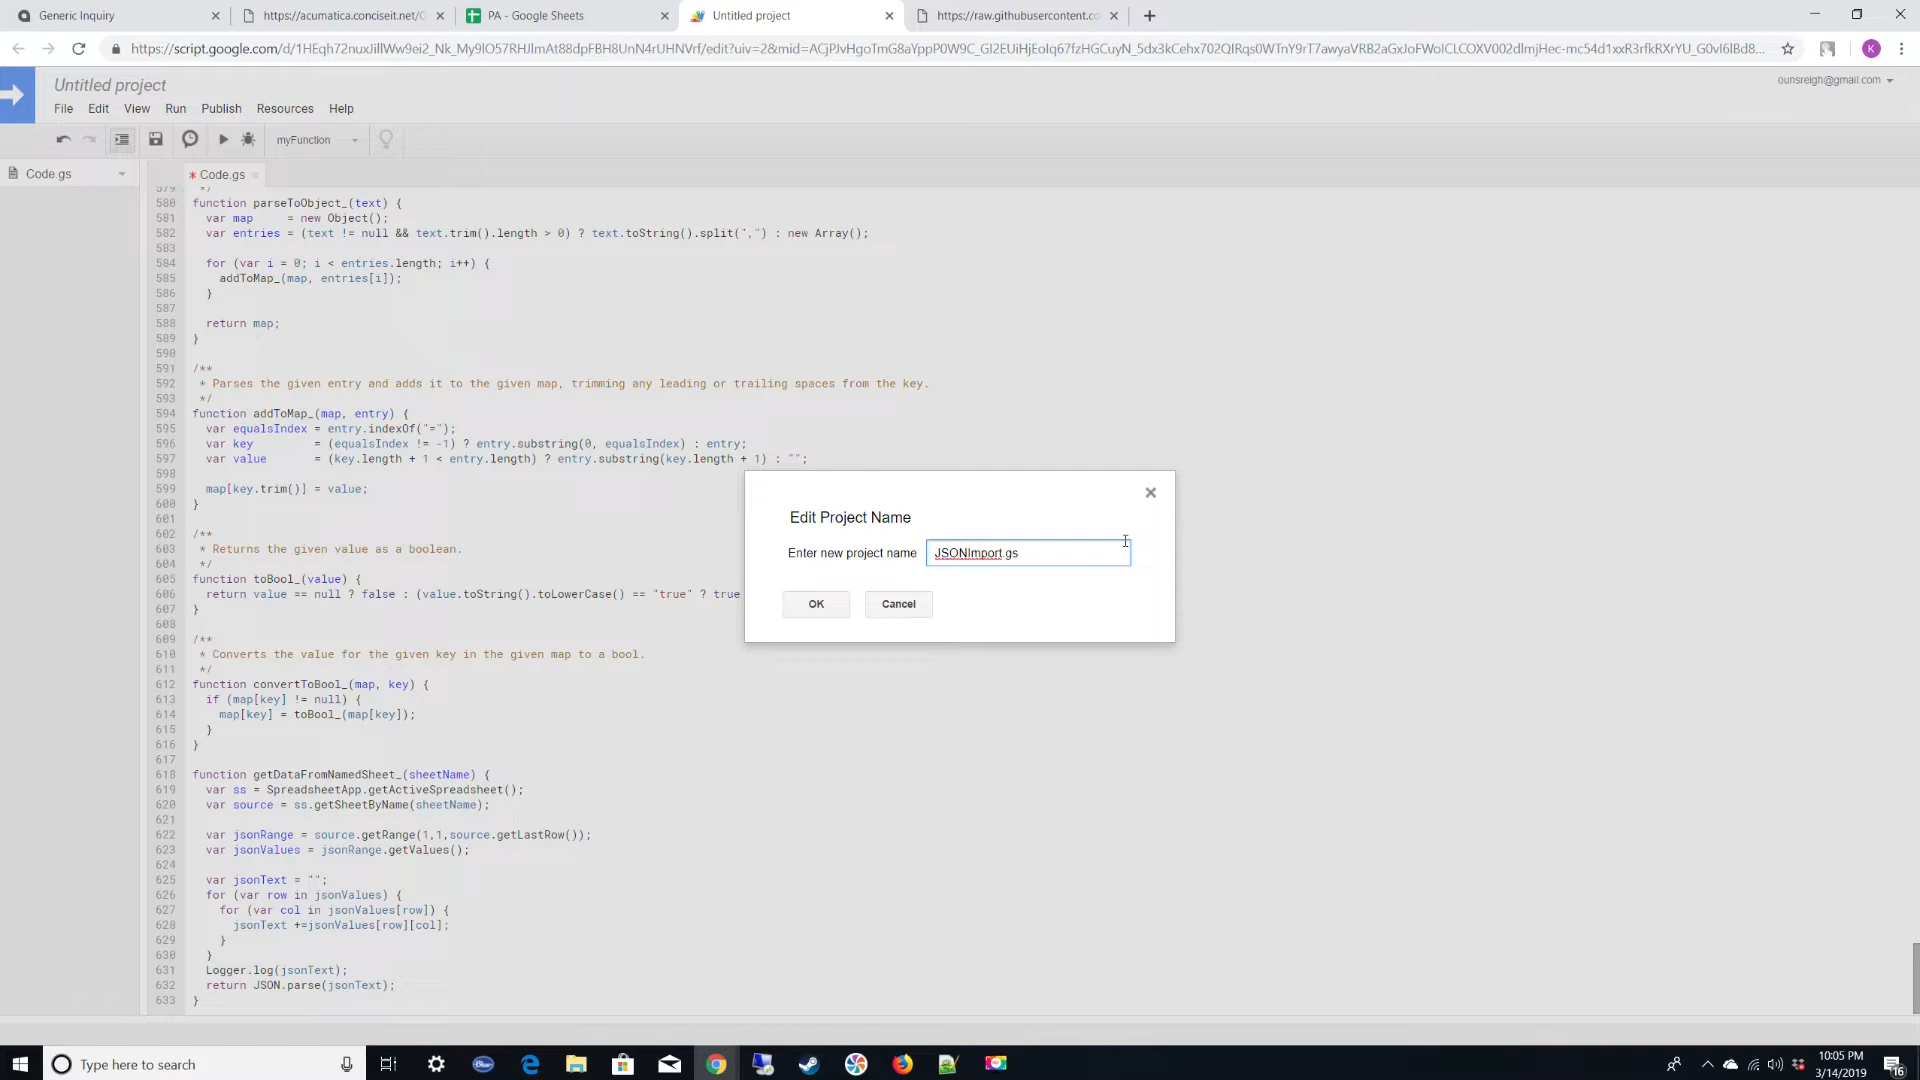 Generic Inquiry
https://acumatica.conciseit.net/O
PA - Google Sheets
Untitled project
https://raw.githubusercontent.co
Untitled project
ounsreigh@gmail.com
File Edit View Run Publish Resources Help
myFunction
Code.gs
* Code.gs
579 */
580 function parseToObject_(text) {
581 var map = new Object();
582 var entries = (text != null && text.trim().length > 0) ? text.toString().split(",") : new Array();
583
584 for (var i = 0; i < entries.length; i++) {
585 addToMap_(map, entries[i]);
586 }
587
588 return map;
589 }
590
591 /**
592 * Parses the given entry and adds it to the given map, trimming any leading or trailing spaces from the key.
593 */
594 function addToMap_(map, entry) {
595 var equalsIndex = entry.indexOf("=");
596 var key = (equalsIndex != -1) ? entry.substring(0, equalsIndex) : entry;
597 var value = (key.length + 1 < entry.length) ? entry.substring(key.length + 1) : "";
598
599 map[key.trim()] = value;
600 }
601
602 /**
603 * Returns the given value as a boolean.
604 */
605 function toBool_(value) {
606 return value == null ? false : (value.toString().toLowerCase() == "true" ? true
607 }
608
609 /**
610 * Converts the value for the given key in the given map to a bool.
611 */
612 function convertToBool_(map, key) {
613 if (map[key] != null) {
614 map[key] = toBool_(map[key]);
615 }
616 }
617
618 function getDataFromNamedSheet_(sheetName) {
619 var ss = SpreadsheetApp.getActiveSpreadsheet();
620 var source = ss.getSheetByName(sheetName);
621
622 var jsonRange = source.getRange(1,1,source.getLastRow());
623 var jsonValues = jsonRange.getValues();
624
625 var jsonText = "";
626 for (var row in jsonValues) {
627 for (var col in jsonValues[row]) {
628 jsonText +=jsonValues[row][col];
629 }
630 }
631 Logger.log(jsonText);
632 return JSON.parse(jsonText);
633 }
Edit Project Name
Enter new project name JSONImport.gs
OK Cancel
Type here to search
10:05 PM
3/14/2019
16